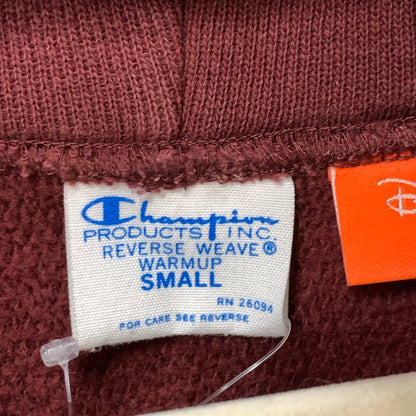 Champion
PRODUCTS INC.
REVERSE WEAVE®
WARMUP
SMALL
RN 26094
FOR CARE SEE REVERSE